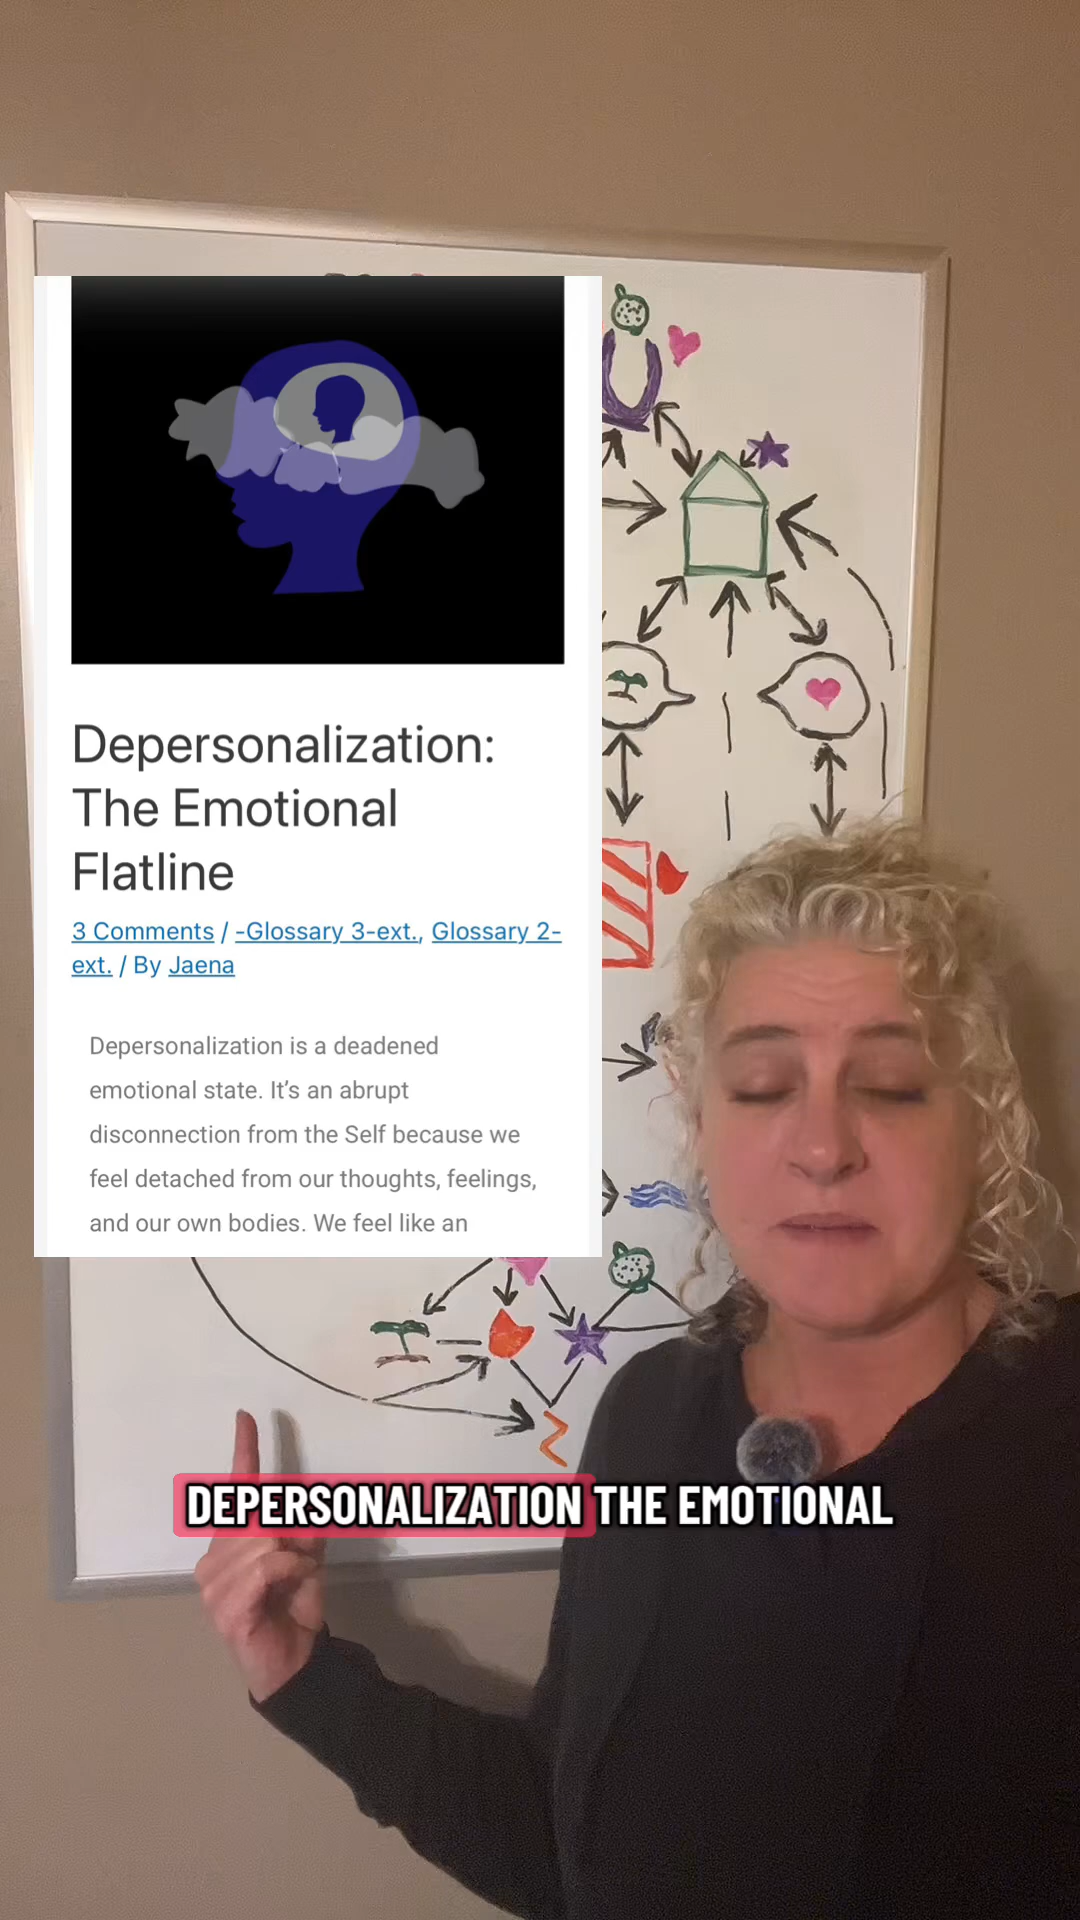 Depersonalization:
The Emotional
Flatline
3 Comments / -Glossary 3-ext., Glossary 2-
ext. / By Jaena
Depersonalization is a deadened
emotional state. It’s an abrupt
disconnection from the Self because we
feel detached from our thoughts, feelings,
and our own bodies. We feel like an
DEPERSONALIZATION THE EMOTIONAL